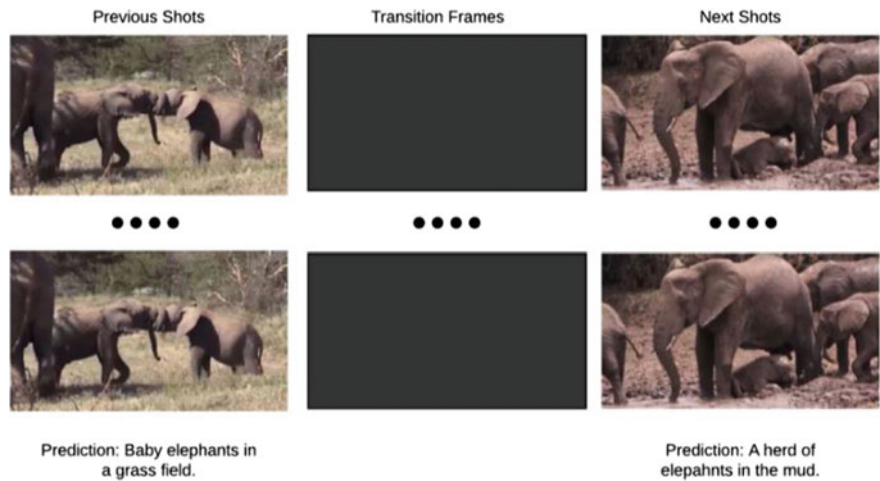 Previous Shots
Transition Frames
Next Shots
Prediction: Baby elephants in
a grass field.
Prediction: A herd of
elepahnts in the mud.